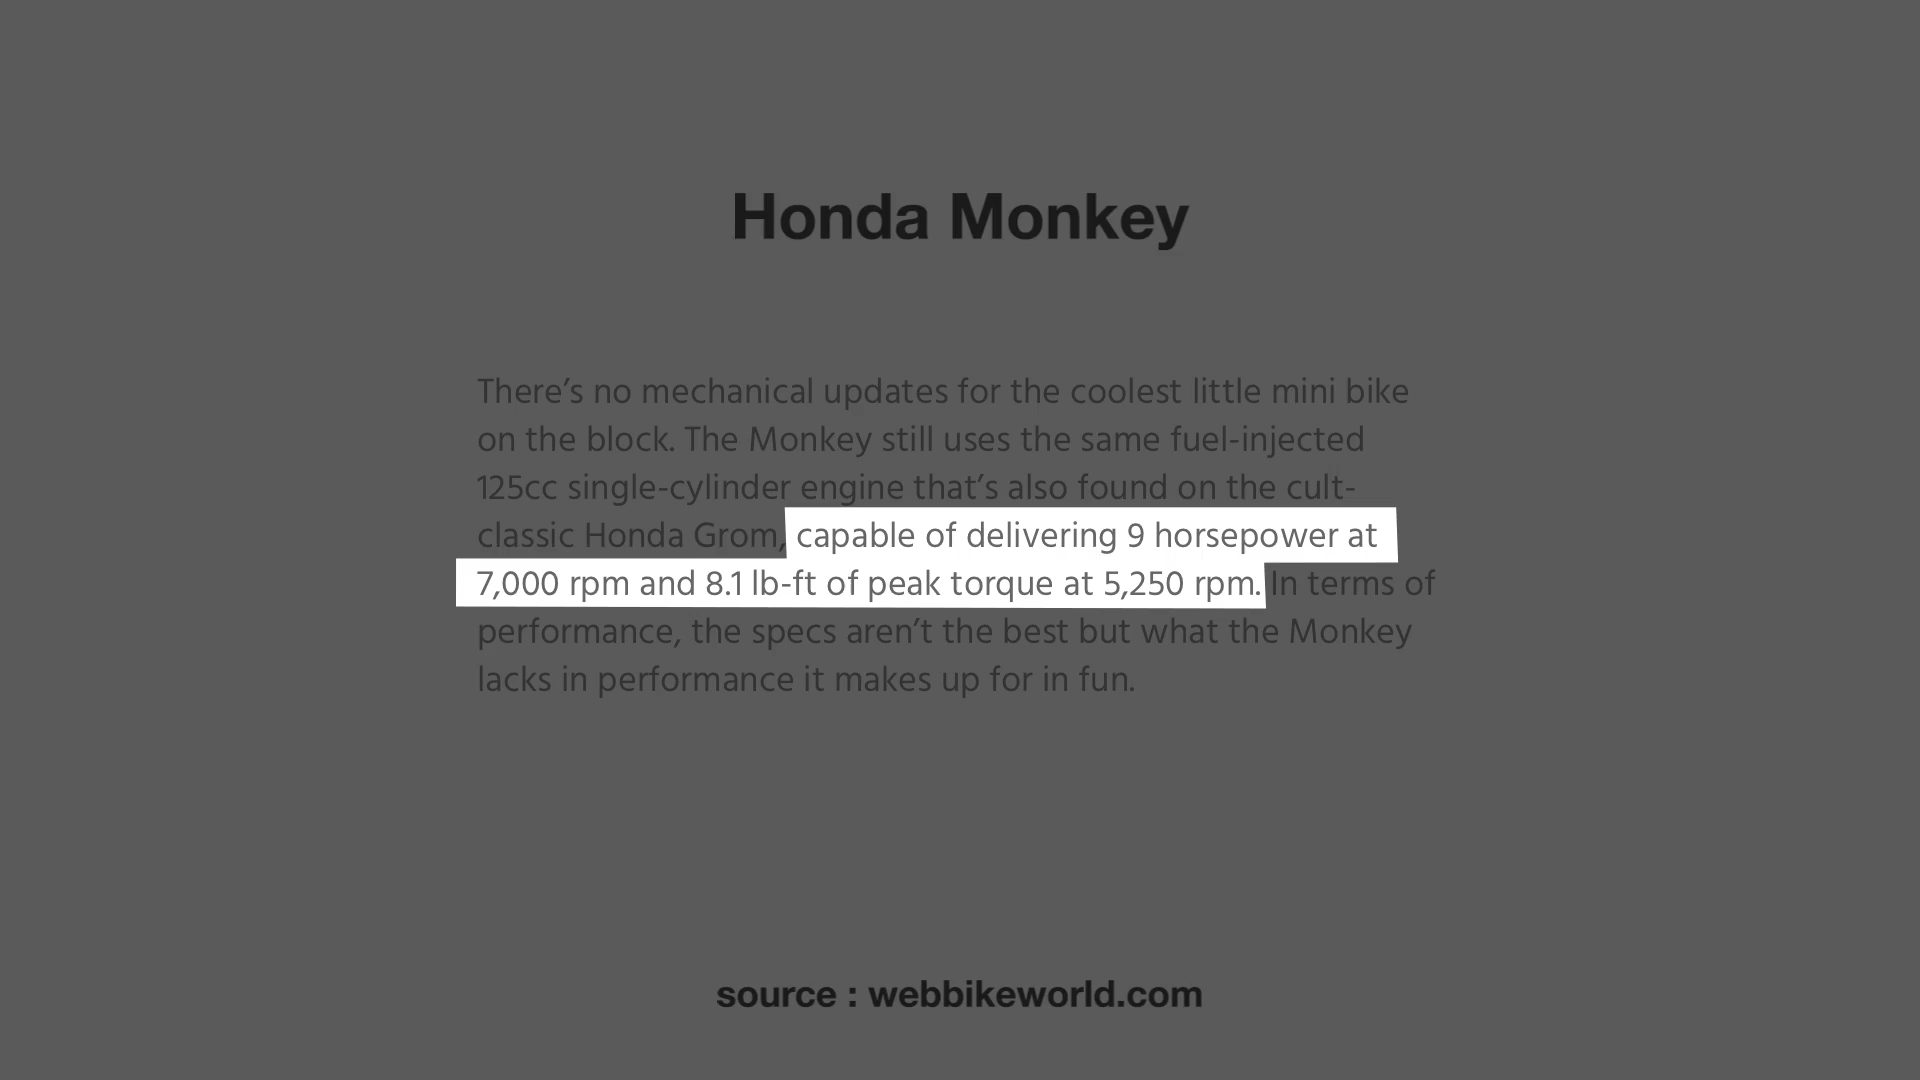 Honda Monkey
There’s no mechanical updates for the coolest little mini bike
on the block. The Monkey still uses the same fuel-injected
125cc single-cylinder engine that’s also found on the cult-
classic Honda Grom, capable of delivering 9 horsepower at
7,000 rpm and 8.1 lb-ft of peak torque at 5,250 rpm. In terms of
performance, the specs aren’t the best but what the Monkey
lacks in performance it makes up for in fun.
source : webbikeworld.com